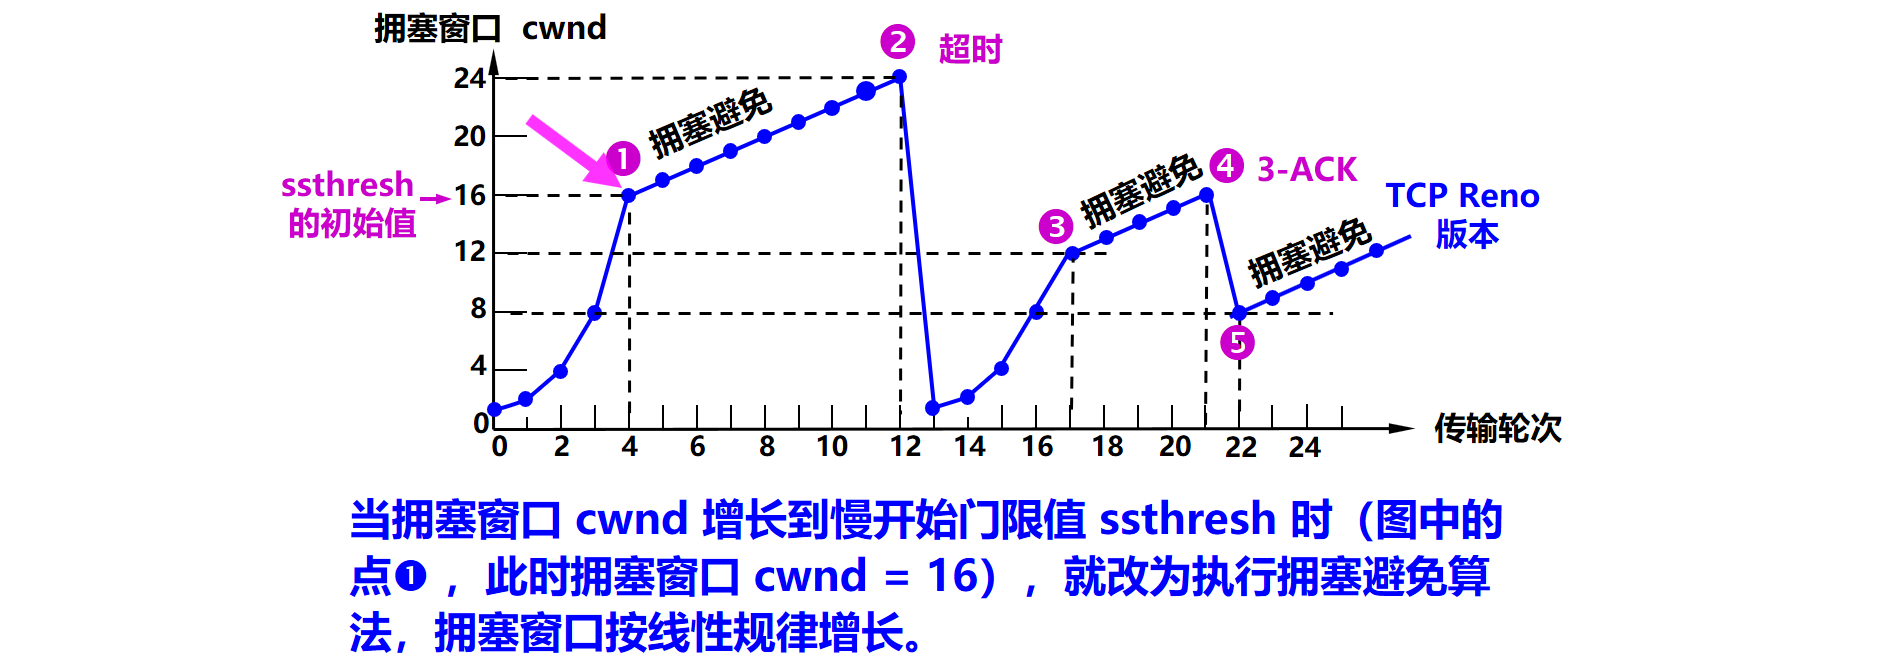 拥塞窗口 cwnd
❷ 超时
24
拥塞避免
20
❶
拥塞避免
❹ 3-ACK
ssthresh
的初始值
16
TCP Reno
版本
❸
12
拥塞避免
8
❺
4
0
0 2 4 6 8 10 12 14 16 18 20 22 24
传输轮次
当拥塞窗口 cwnd 增长到慢开始门限值 ssthresh 时（图中的
点❶ ，此时拥塞窗口 cwnd = 16），就改为执行拥塞避免算
法，拥塞窗口按线性规律增长。